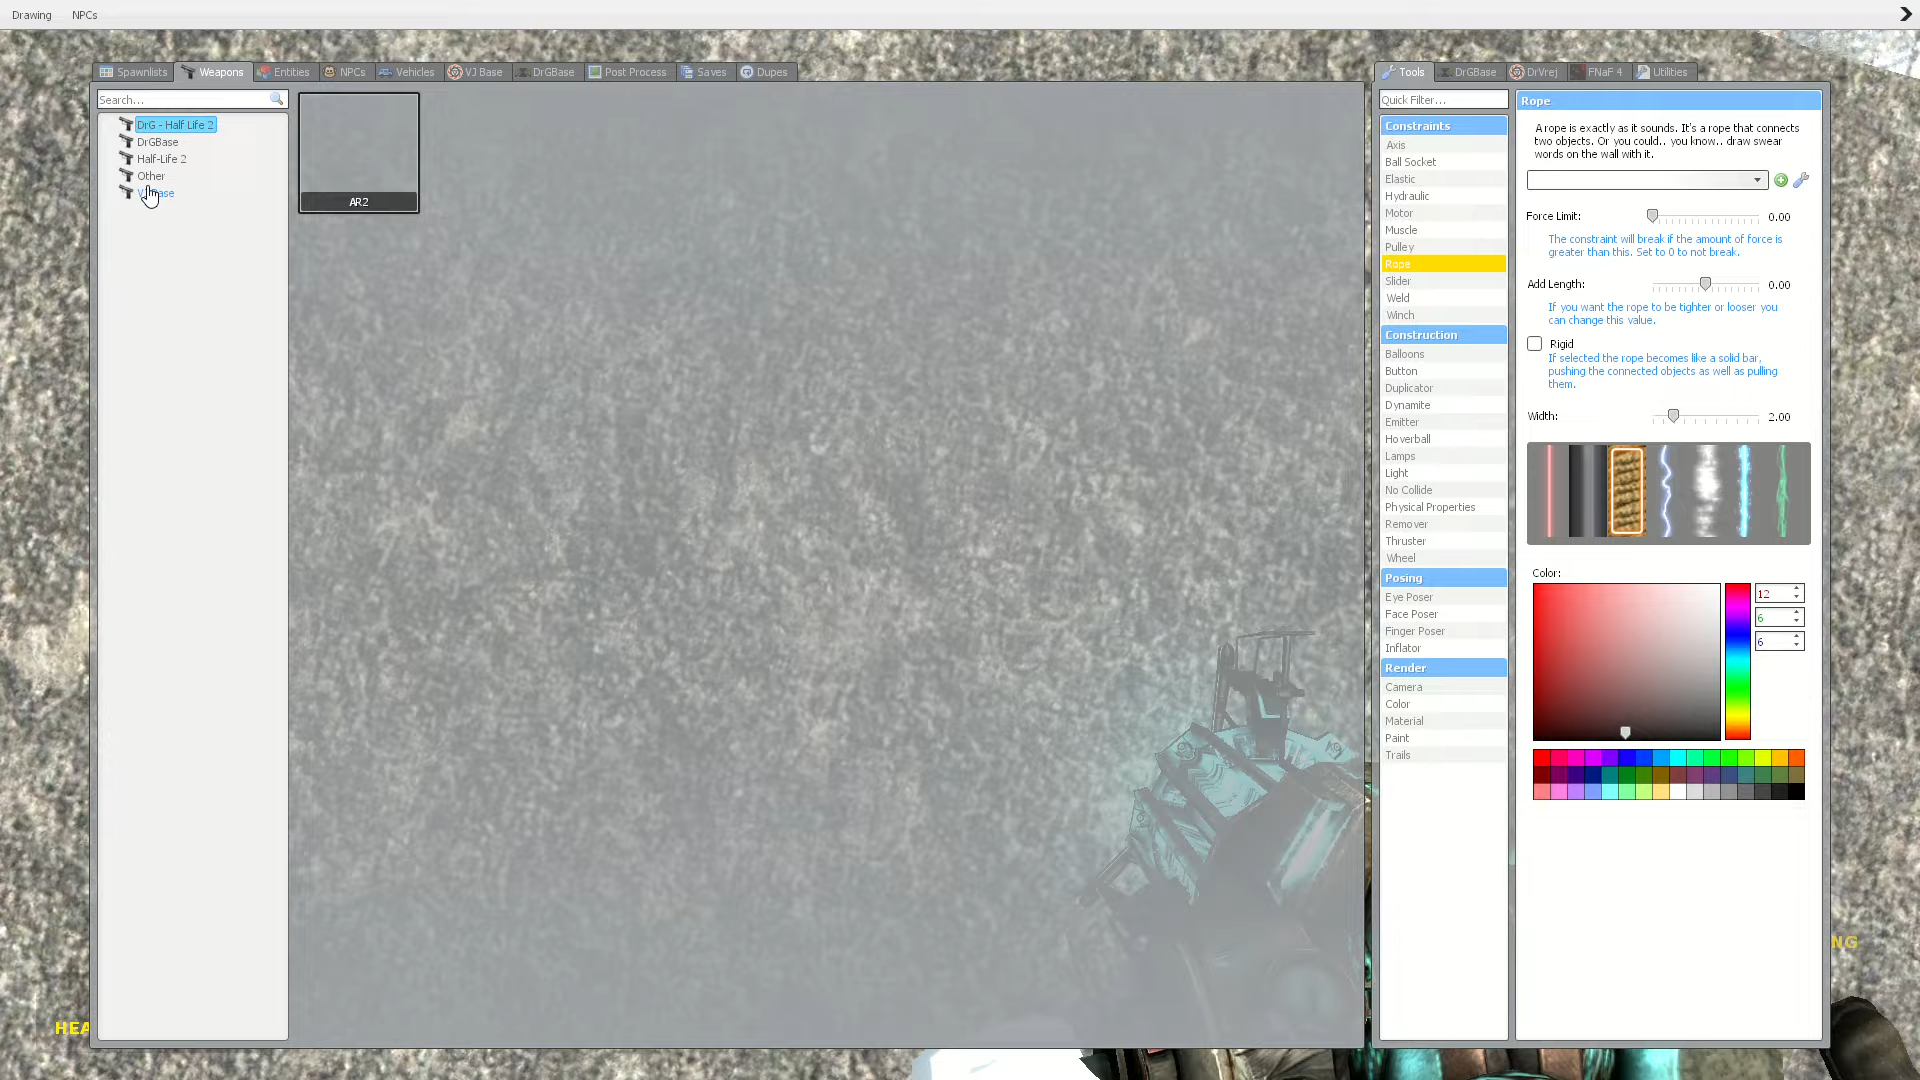 Drawing NPCs
Spawnlists Weapons Entities NPCs Vehicles VJ Base DrGBase Post Process Saves Dupes
Tools DrGBase DrVrej FNaF 4 Utilities
Search...
DrG - Half Life 2
DrGBase
Half-Life 2
Other
AR2
Quick Filter...
Constraints
Axis
Ball Socket
Elastic
Hydraulic
Motor
Muscle
Pulley
Rope
Slider
Weld
Winch
Construction
Balloons
Button
Duplicator
Dynamite
Emitter
Hoverball
Lamps
Light
No Collide
Physical Properties
Remover
Thruster
Wheel
Posing
Eye Poser
Face Poser
Finger Poser
Inflator
Render
Camera
Color
Material
Paint
Trails
Rope
A rope is exactly as it sounds. It's a rope that connects
two objects. Or you could.. you know.. draw swear
words on the wall with it.
Force Limit: 0.00
The constraint will break if the amount of force is
greater than this. Set to 0 to not break.
Add Length: 0.00
If you want the rope to be tighter or looser you
can change this value.
Rigid
If selected the rope becomes like a solid bar,
pushing the connected objects as well as pulling
them.
Width: 2.00
Color:
12
6
6
HEA
NG